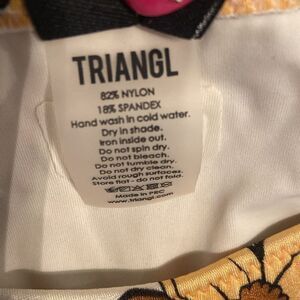 TRIANGL
82% NYLON
18% SPANDEX
Hand wash in cold water.
Dry in shade.
Iron inside out.
Do not spin dry.
Do not bleach.
Do not tumble dry.
Do not dry clean.
Avoid rough surfaces.
Store flat - do not fold.
Made in PRC
www.triangl.com